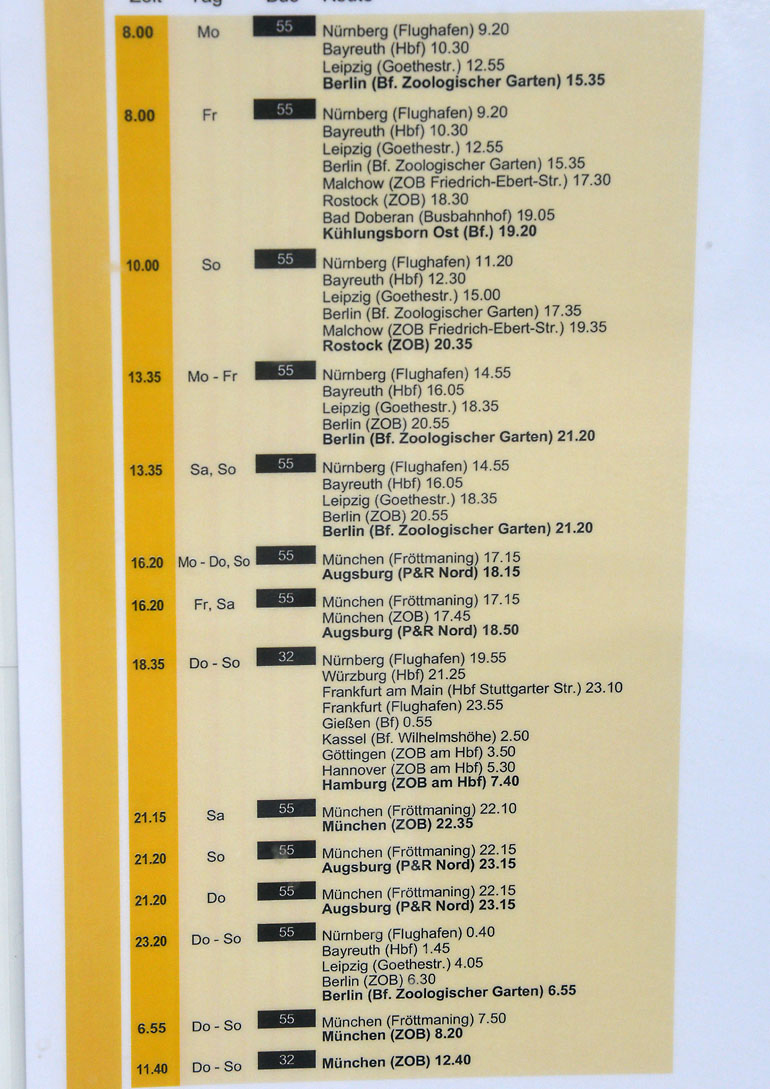 Zeit Tag Bus Route
8.00 Mo 55 Nürnberg (Flughafen) 9.20
Bayreuth (Hbf) 10.30
Leipzig (Goethestr.) 12.55
Berlin (Bf. Zoologischer Garten) 15.35
8.00 Fr 55 Nürnberg (Flughafen) 9.20
Bayreuth (Hbf) 10.30
Leipzig (Goethestr.) 12.55
Berlin (Bf. Zoologischer Garten) 15.35
Malchow (ZOB Friedrich-Ebert-Str.) 17.30
Rostock (ZOB) 18.30
Bad Doberan (Busbahnhof) 19.05
Kühlungsborn Ost (Bf.) 19.20
10.00 So 55 Nürnberg (Flughafen) 11.20
Bayreuth (Hbf) 12.30
Leipzig (Goethestr.) 15.00
Berlin (Bf. Zoologischer Garten) 17.35
Malchow (ZOB Friedrich-Ebert-Str.) 19.35
Rostock (ZOB) 20.35
13.35 Mo - Fr 55 Nürnberg (Flughafen) 14.55
Bayreuth (Hbf) 16.05
Leipzig (Goethestr.) 18.35
Berlin (ZOB) 20.55
Berlin (Bf. Zoologischer Garten) 21.20
13.35 Sa, So 55 Nürnberg (Flughafen) 14.55
Bayreuth (Hbf) 16.05
Leipzig (Goethestr.) 18.35
Berlin (ZOB) 20.55
Berlin (Bf. Zoologischer Garten) 21.20
16.20 Mo - Do, So 55 München (Fröttmaning) 17.15
Augsburg (P&R Nord) 18.15
16.20 Fr, Sa 55 München (Fröttmaning) 17.15
München (ZOB) 17.45
Augsburg (P&R Nord) 18.50
18.35 Do - So 32 Nürnberg (Flughafen) 19.55
Würzburg (Hbf) 21.25
Frankfurt am Main (Hbf Stuttgarter Str.) 23.10
Frankfurt (Flughafen) 23.55
Gießen (Bf) 0.55
Kassel (Bf. Wilhelmshöhe) 2.50
Göttingen (ZOB am Hbf) 3.50
Hannover (ZOB am Hbf) 5.30
Hamburg (ZOB am Hbf) 7.40
21.15 Sa 55 München (Fröttmaning) 22.10
München (ZOB) 22.35
21.20 So 55 München (Fröttmaning) 22.15
Augsburg (P&R Nord) 23.15
21.20 Do 55 München (Fröttmaning) 22.15
Augsburg (P&R Nord) 23.15
23.20 Do - So 55 Nürnberg (Flughafen) 0.40
Bayreuth (Hbf) 1.45
Leipzig (Goethestr.) 4.05
Berlin (ZOB) 6.30
Berlin (Bf. Zoologischer Garten) 6.55
6.55 Do - So 55 München (Fröttmaning) 7.50
München (ZOB) 8.20
11.40 Do - So 32 München (ZOB) 12.40